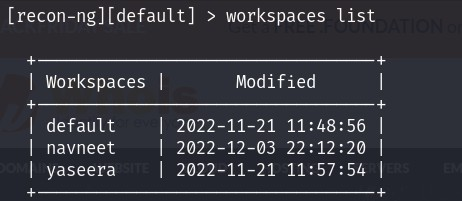 [recon-ng][default] > workspaces list
+----------------------------------+
| Workspaces | Modified |
+----------------------------------+
| default | 2022-11-21 11:48:56 |
| navneet | 2022-12-03 22:12:20 |
| yaseera | 2022-11-21 11:57:54 |
+----------------------------------+